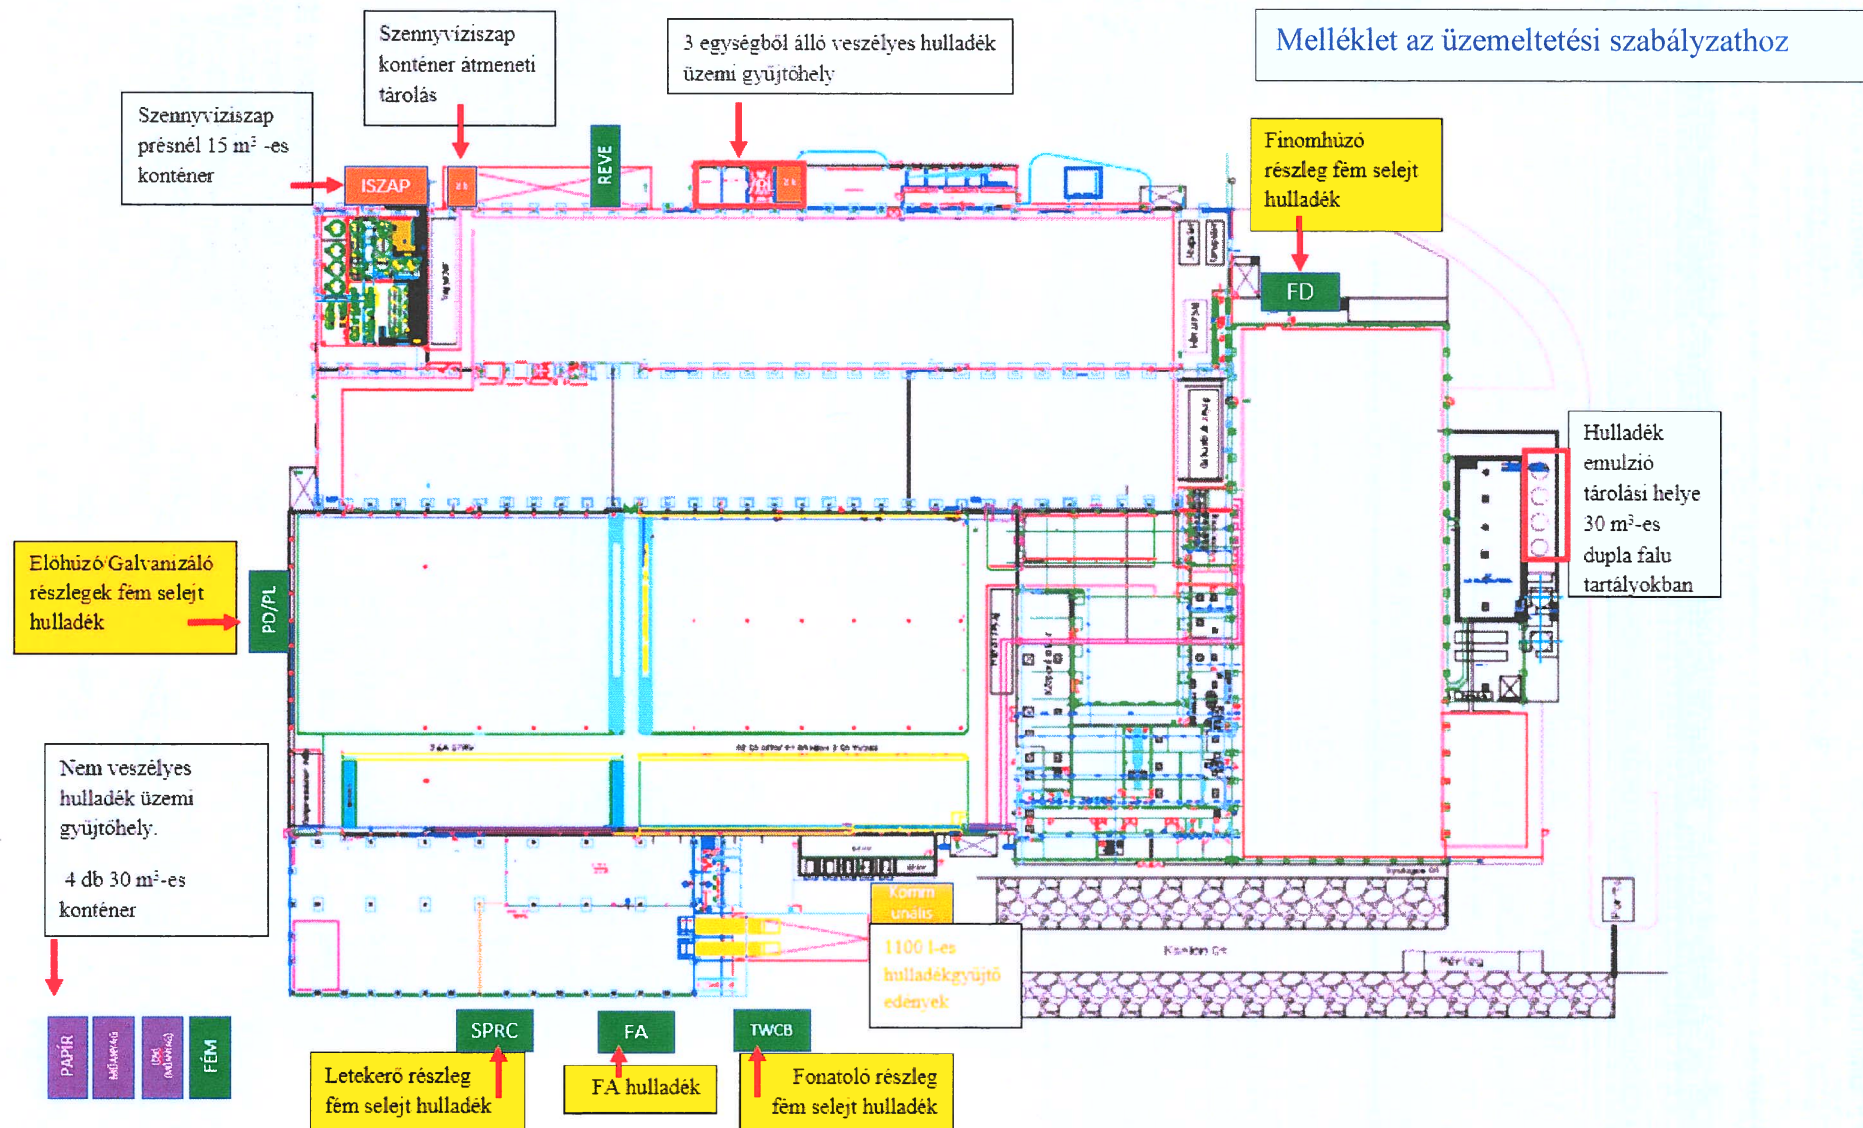 Melléklet az üzemeltetési szabályzathoz
Szennyvíziszap
konténer átmeneti
tárolás
3 egységből álló veszélyes hulladék
üzemi gyűjtőhely
Szennyvíziszap
présnél 15 m³ -es
konténer
Finomhúzó
részleg fém selejt
hulladék
ISZAP
REVE
FD
Hulladék
emulzió
tárolási helye
30 m³-es
dupla falu
tartályokban
Előhúzó/Galvanizáló
részlegek fém selejt
hulladék
PD/PL
Nem veszélyes
hulladék üzemi
gyűjtőhely.
4 db 30 m³-es
konténer
Komm
unális
1100 l-es
hulladékgyűjtő
edények
PAPÍR
MŰANYAG
FÉM
SPRC
FA
TWCB
Letekerő részleg
fém selejt hulladék
FA hulladék
Fonatoló részleg
fém selejt hulladék